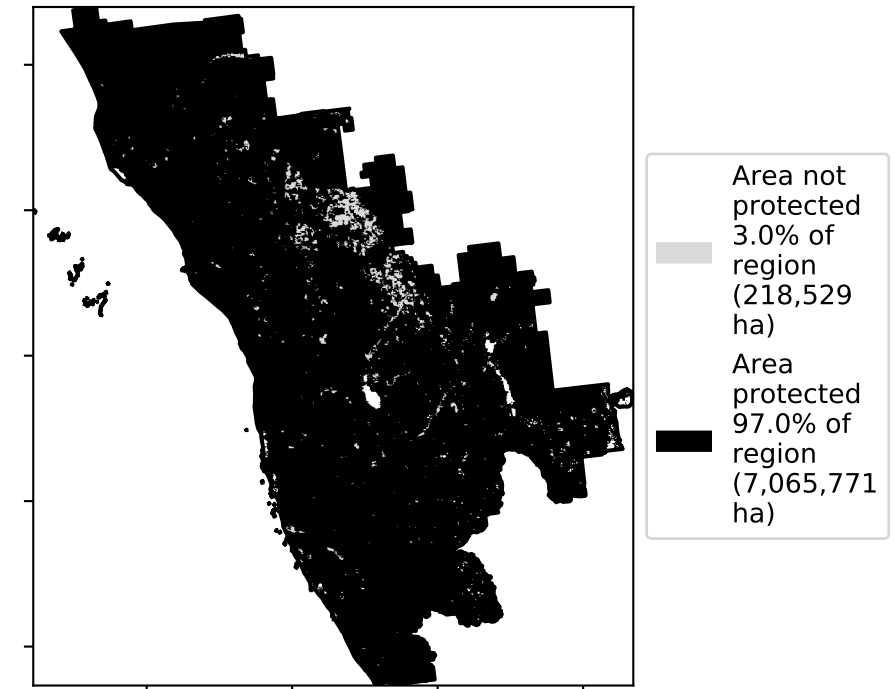 Area not
protected
3.0% of
region
(218,529
ha)
Area
protected
97.0% of
region
(7,065,771
ha)